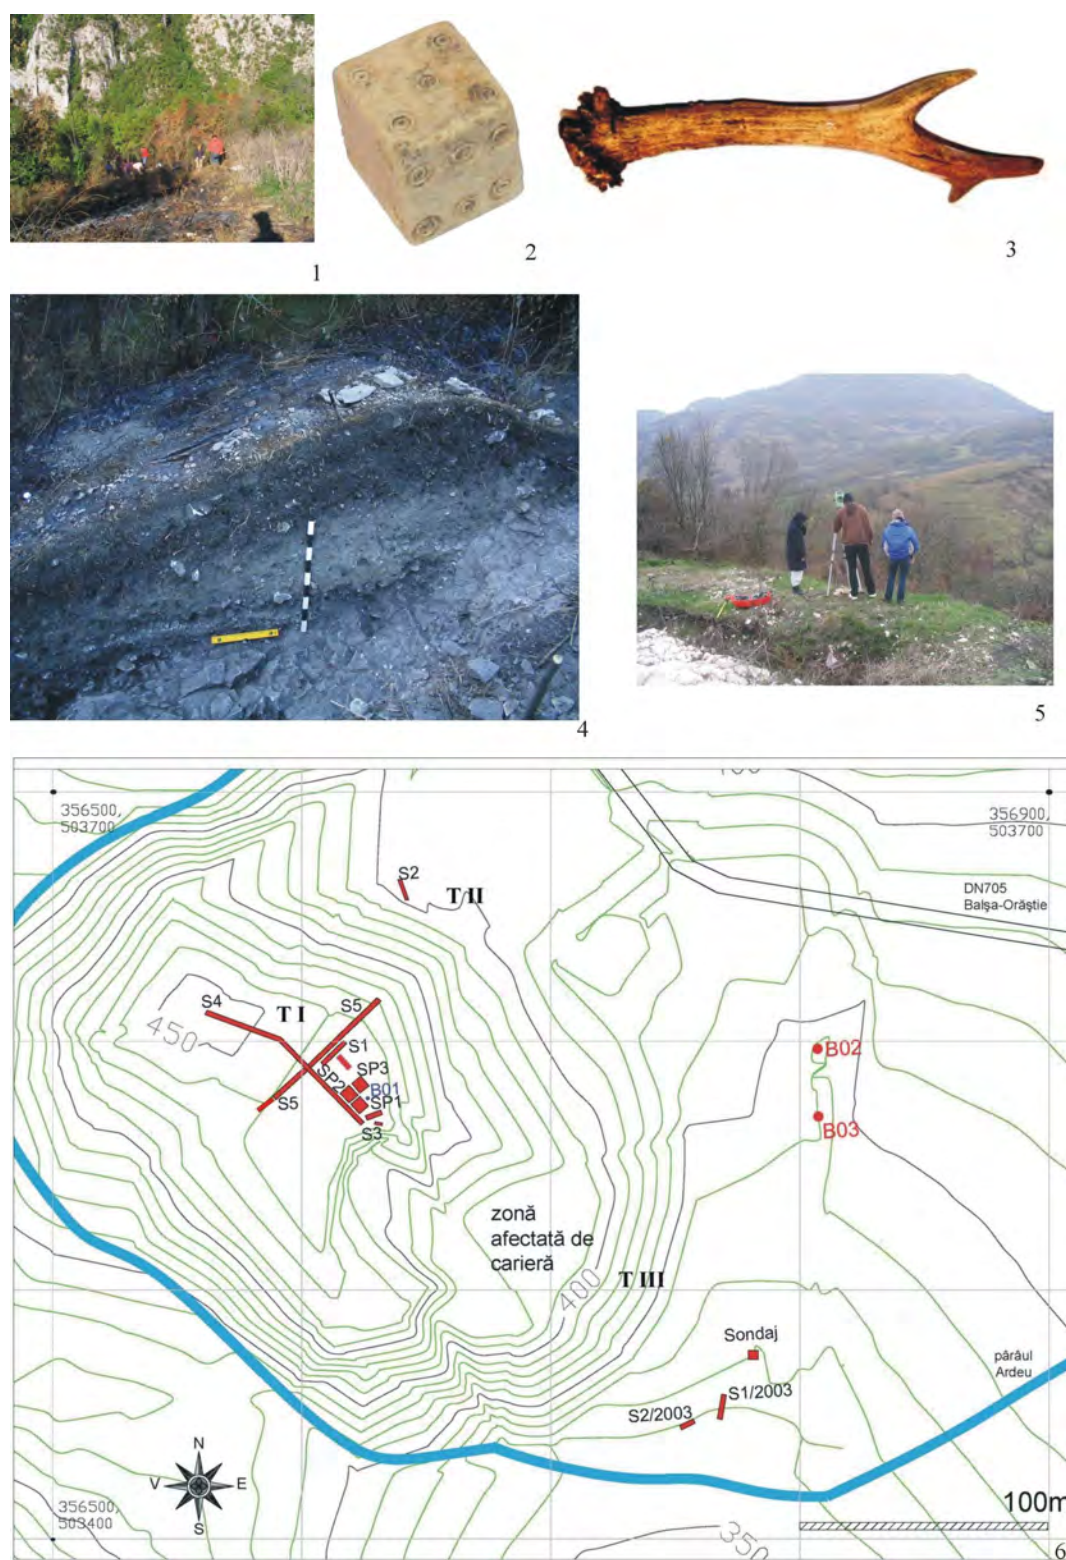 1
2
3
4
5
356500,
503700
356900,
503700
DN705
Balşa-Orăştie
S2
T II
S4
T I
S5
450
S1
SP3
SP2
B01
SP1
S5
S3
B02
B03
zonă
afectată de
carieră
400
T III
Sondaj
pârâul
Ardeu
S1/2003
S2/2003
N
V
E
S
356500,
503400
350
100m
6